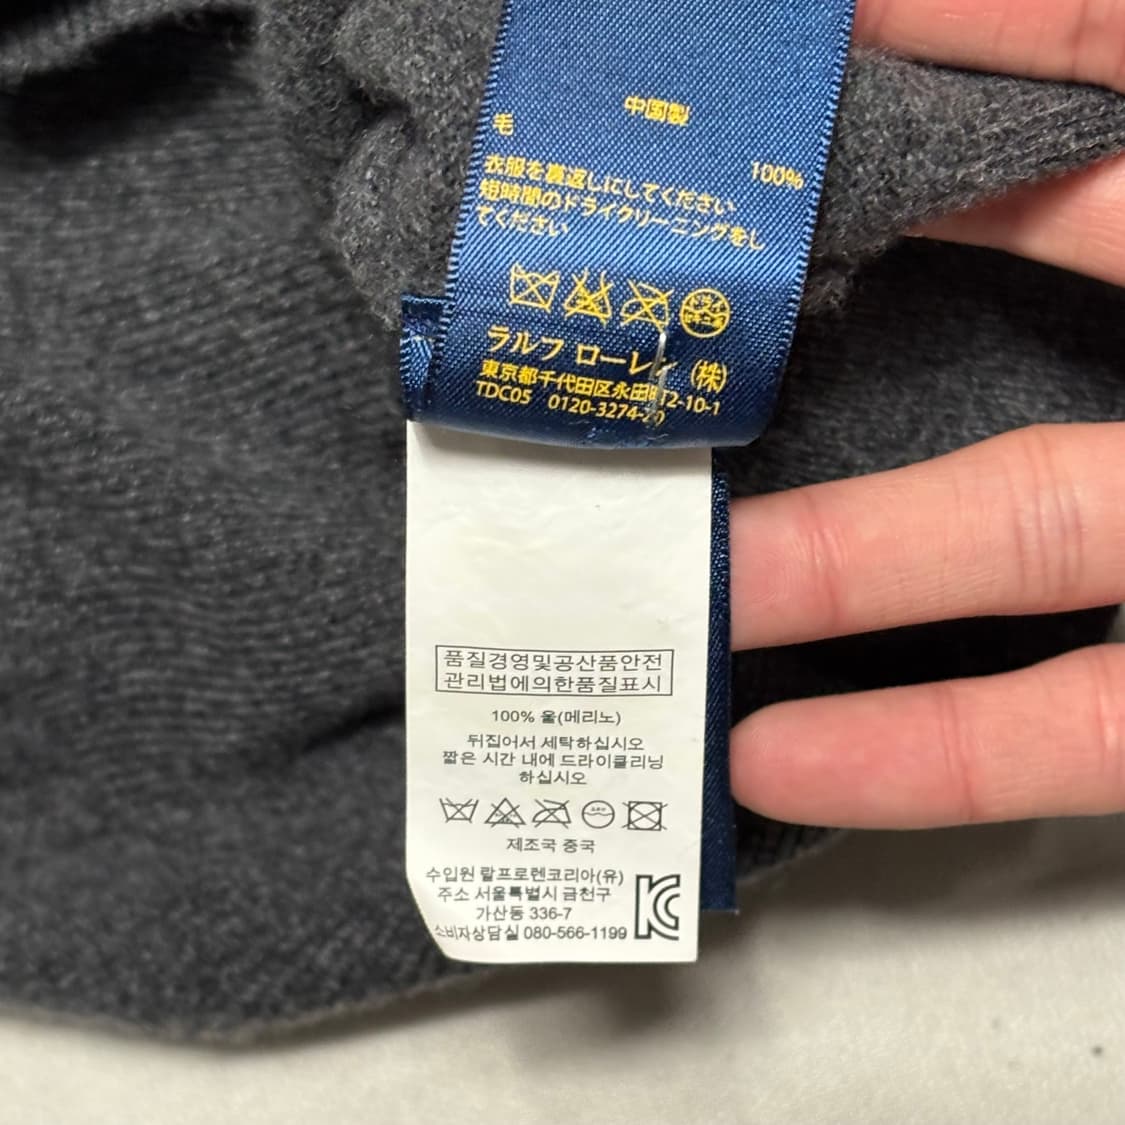 中国製
毛 100%
衣服を裏返しにしてください
短時間のドライクリーニングをし
てください
ドライ
セキユ系
ラルフ ローレン (株)
東京都千代田区永田町2-10-1
TDC05 0120-3274-20
품질경영및공산품안전
관리법에의한품질표시
100% 울(메리노)
뒤집어서 세탁하십시오
짧은 시간 내에 드라이클리닝
하십시오
제조국 중국
수입원 랄프로렌코리아(유)
주소 서울특별시 금천구
가산동 336-7
소비자상담실 080-566-1199